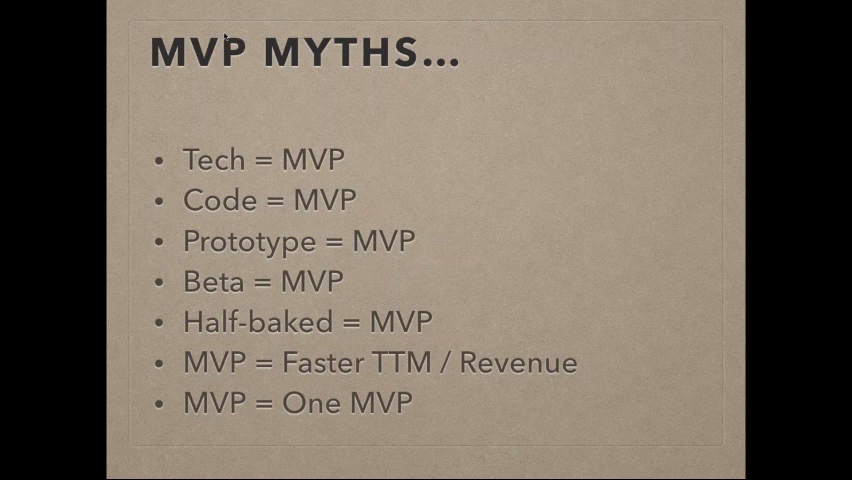 MVP MYTHS...
• Tech = MVP
• Code = MVP
• Prototype = MVP
• Beta = MVP
• Half-baked = MVP
• MVP = Faster TTM / Revenue
• MVP = One MVP